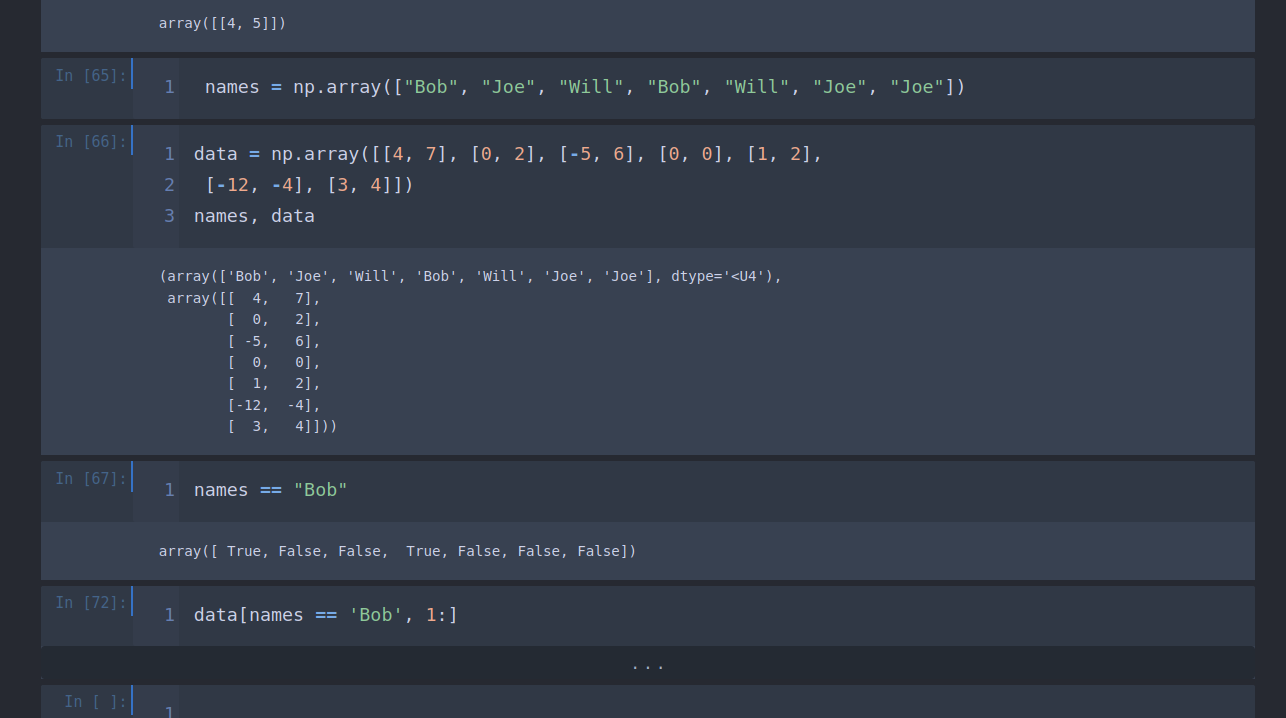 array([[4, 5]])
In [65]:
1 names = np.array(["Bob", "Joe", "Will", "Bob", "Will", "Joe", "Joe"])
In [66]:
1 data = np.array([[4, 7], [0, 2], [-5, 6], [0, 0], [1, 2],
2  [-12, -4], [3, 4]])
3 names, data
(array(['Bob', 'Joe', 'Will', 'Bob', 'Will', 'Joe', 'Joe'], dtype='<U4'),
 array([[  4,   7],
        [  0,   2],
        [ -5,   6],
        [  0,   0],
        [  1,   2],
        [-12,  -4],
        [  3,   4]]))
In [67]:
1 names == "Bob"
array([ True, False, False,  True, False, False, False])
In [72]:
1 data[names == 'Bob', 1:]
...
In [ ]:
1